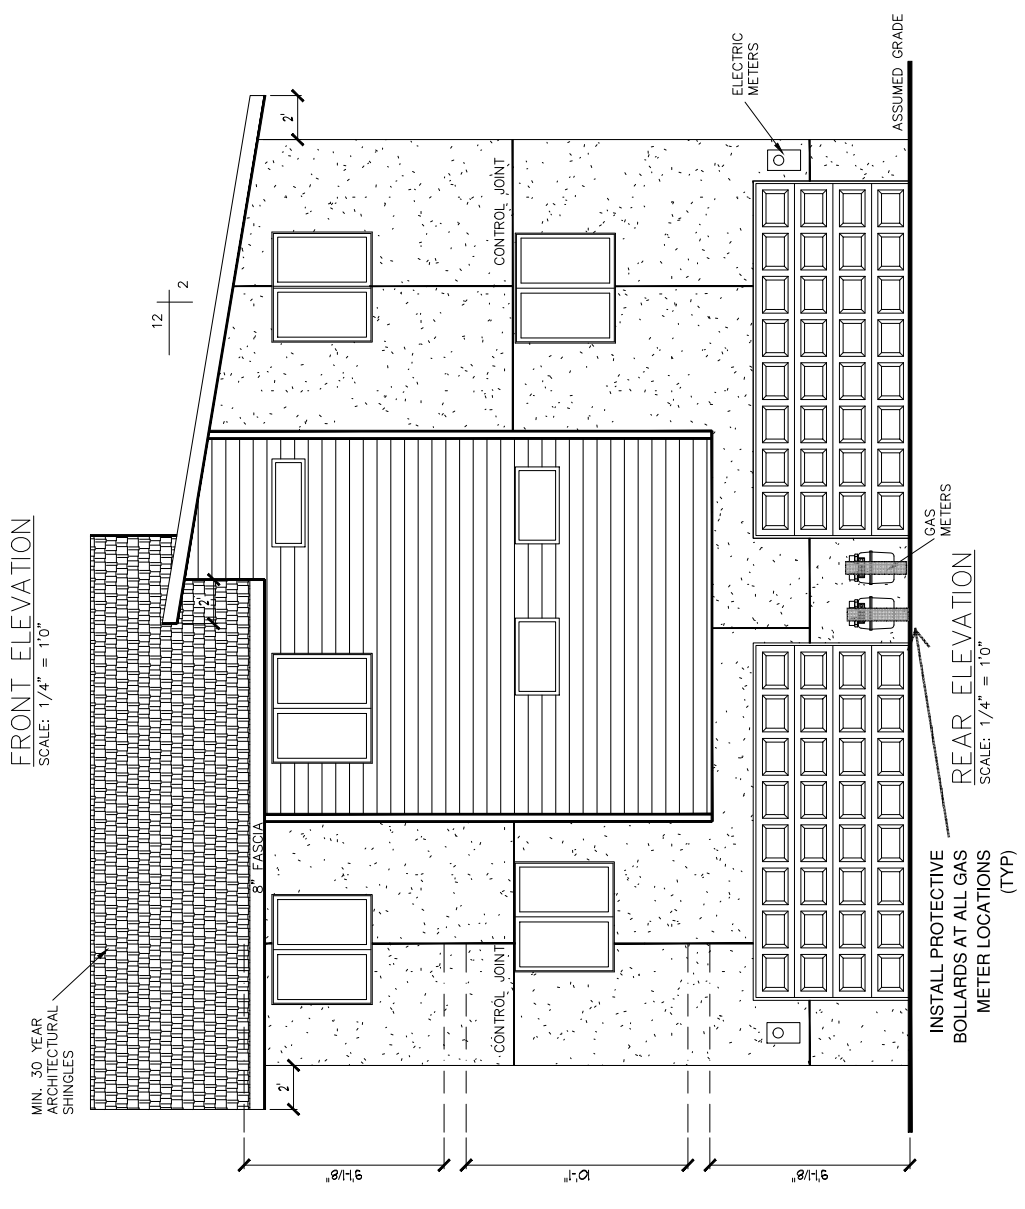 FRONT ELEVATION
SCALE: 1/4" = 1'0"
MIN. 30 YEAR
ARCHITECTURAL
SHINGLES
12
2
2'
2'
2'
8" FASCIA
CONTROL JOINT
CONTROL JOINT
ELECTRIC
METERS
ASSUMED GRADE
GAS
METERS
9'-1/8"
10'-1"
9'-1/8"
REAR ELEVATION
SCALE: 1/4" = 1'0"
INSTALL PROTECTIVE
BOLLARDS AT ALL GAS
METER LOCATIONS
(TYP)